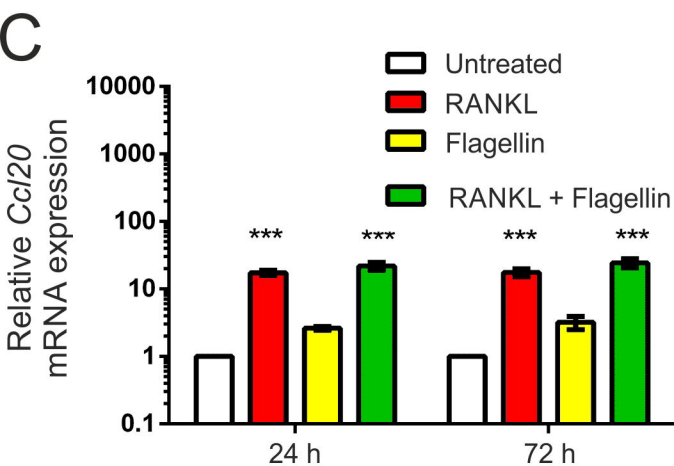 C
Untreated
RANKL
Flagellin
RANKL + Flagellin
Relative Ccl20
mRNA expression
10000
1000
100
10
1
0.1
*** *** *** ***
24 h 72 h